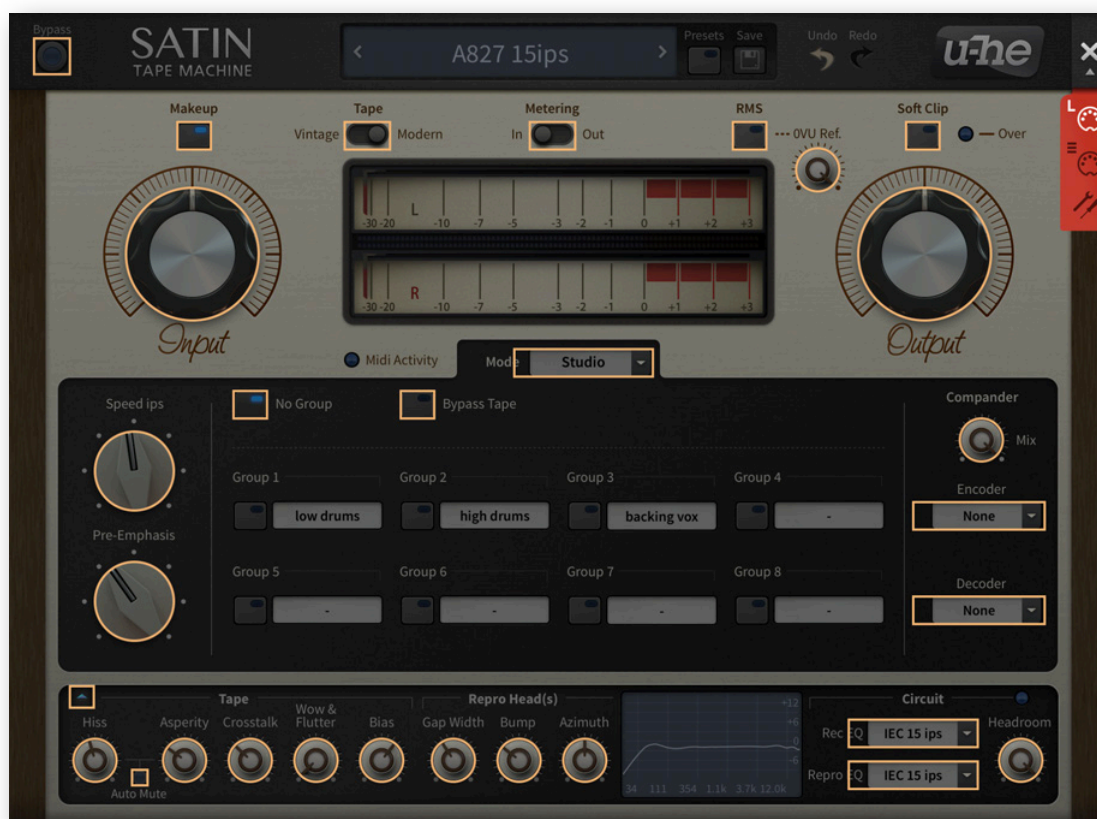 Bypass
SATIN
TAPE MACHINE
A827 15ips
Presets Save
Undo Redo
u-he
Makeup
Tape
Vintage Modern
Metering
In Out
RMS
0VU Ref.
Soft Clip
Over
L
-30 -20 -10 -7 -5 -3 -2 -1 0 +1 +2 +3
R
-30 -20 -10 -7 -5 -3 -2 -1 0 +1 +2 +3
Input
Output
Midi Activity
Mode Studio
L
Speed ips
No Group
Bypass Tape
Compander
Mix
Group 1 Group 2 Group 3 Group 4
low drums high drums backing vox -
Encoder
None
Pre-Emphasis
Group 5 Group 6 Group 7 Group 8
- - - -
Decoder
None
Tape
Hiss Asperity Crosstalk Wow & Flutter Bias
Auto Mute
Repro Head(s)
Gap Width Bump Azimuth
+12
+6
0
-6
34 111 354 1.1k 3.7k 12.0k
Circuit
Rec EQ IEC 15 ips
Repro EQ IEC 15 ips
Headroom